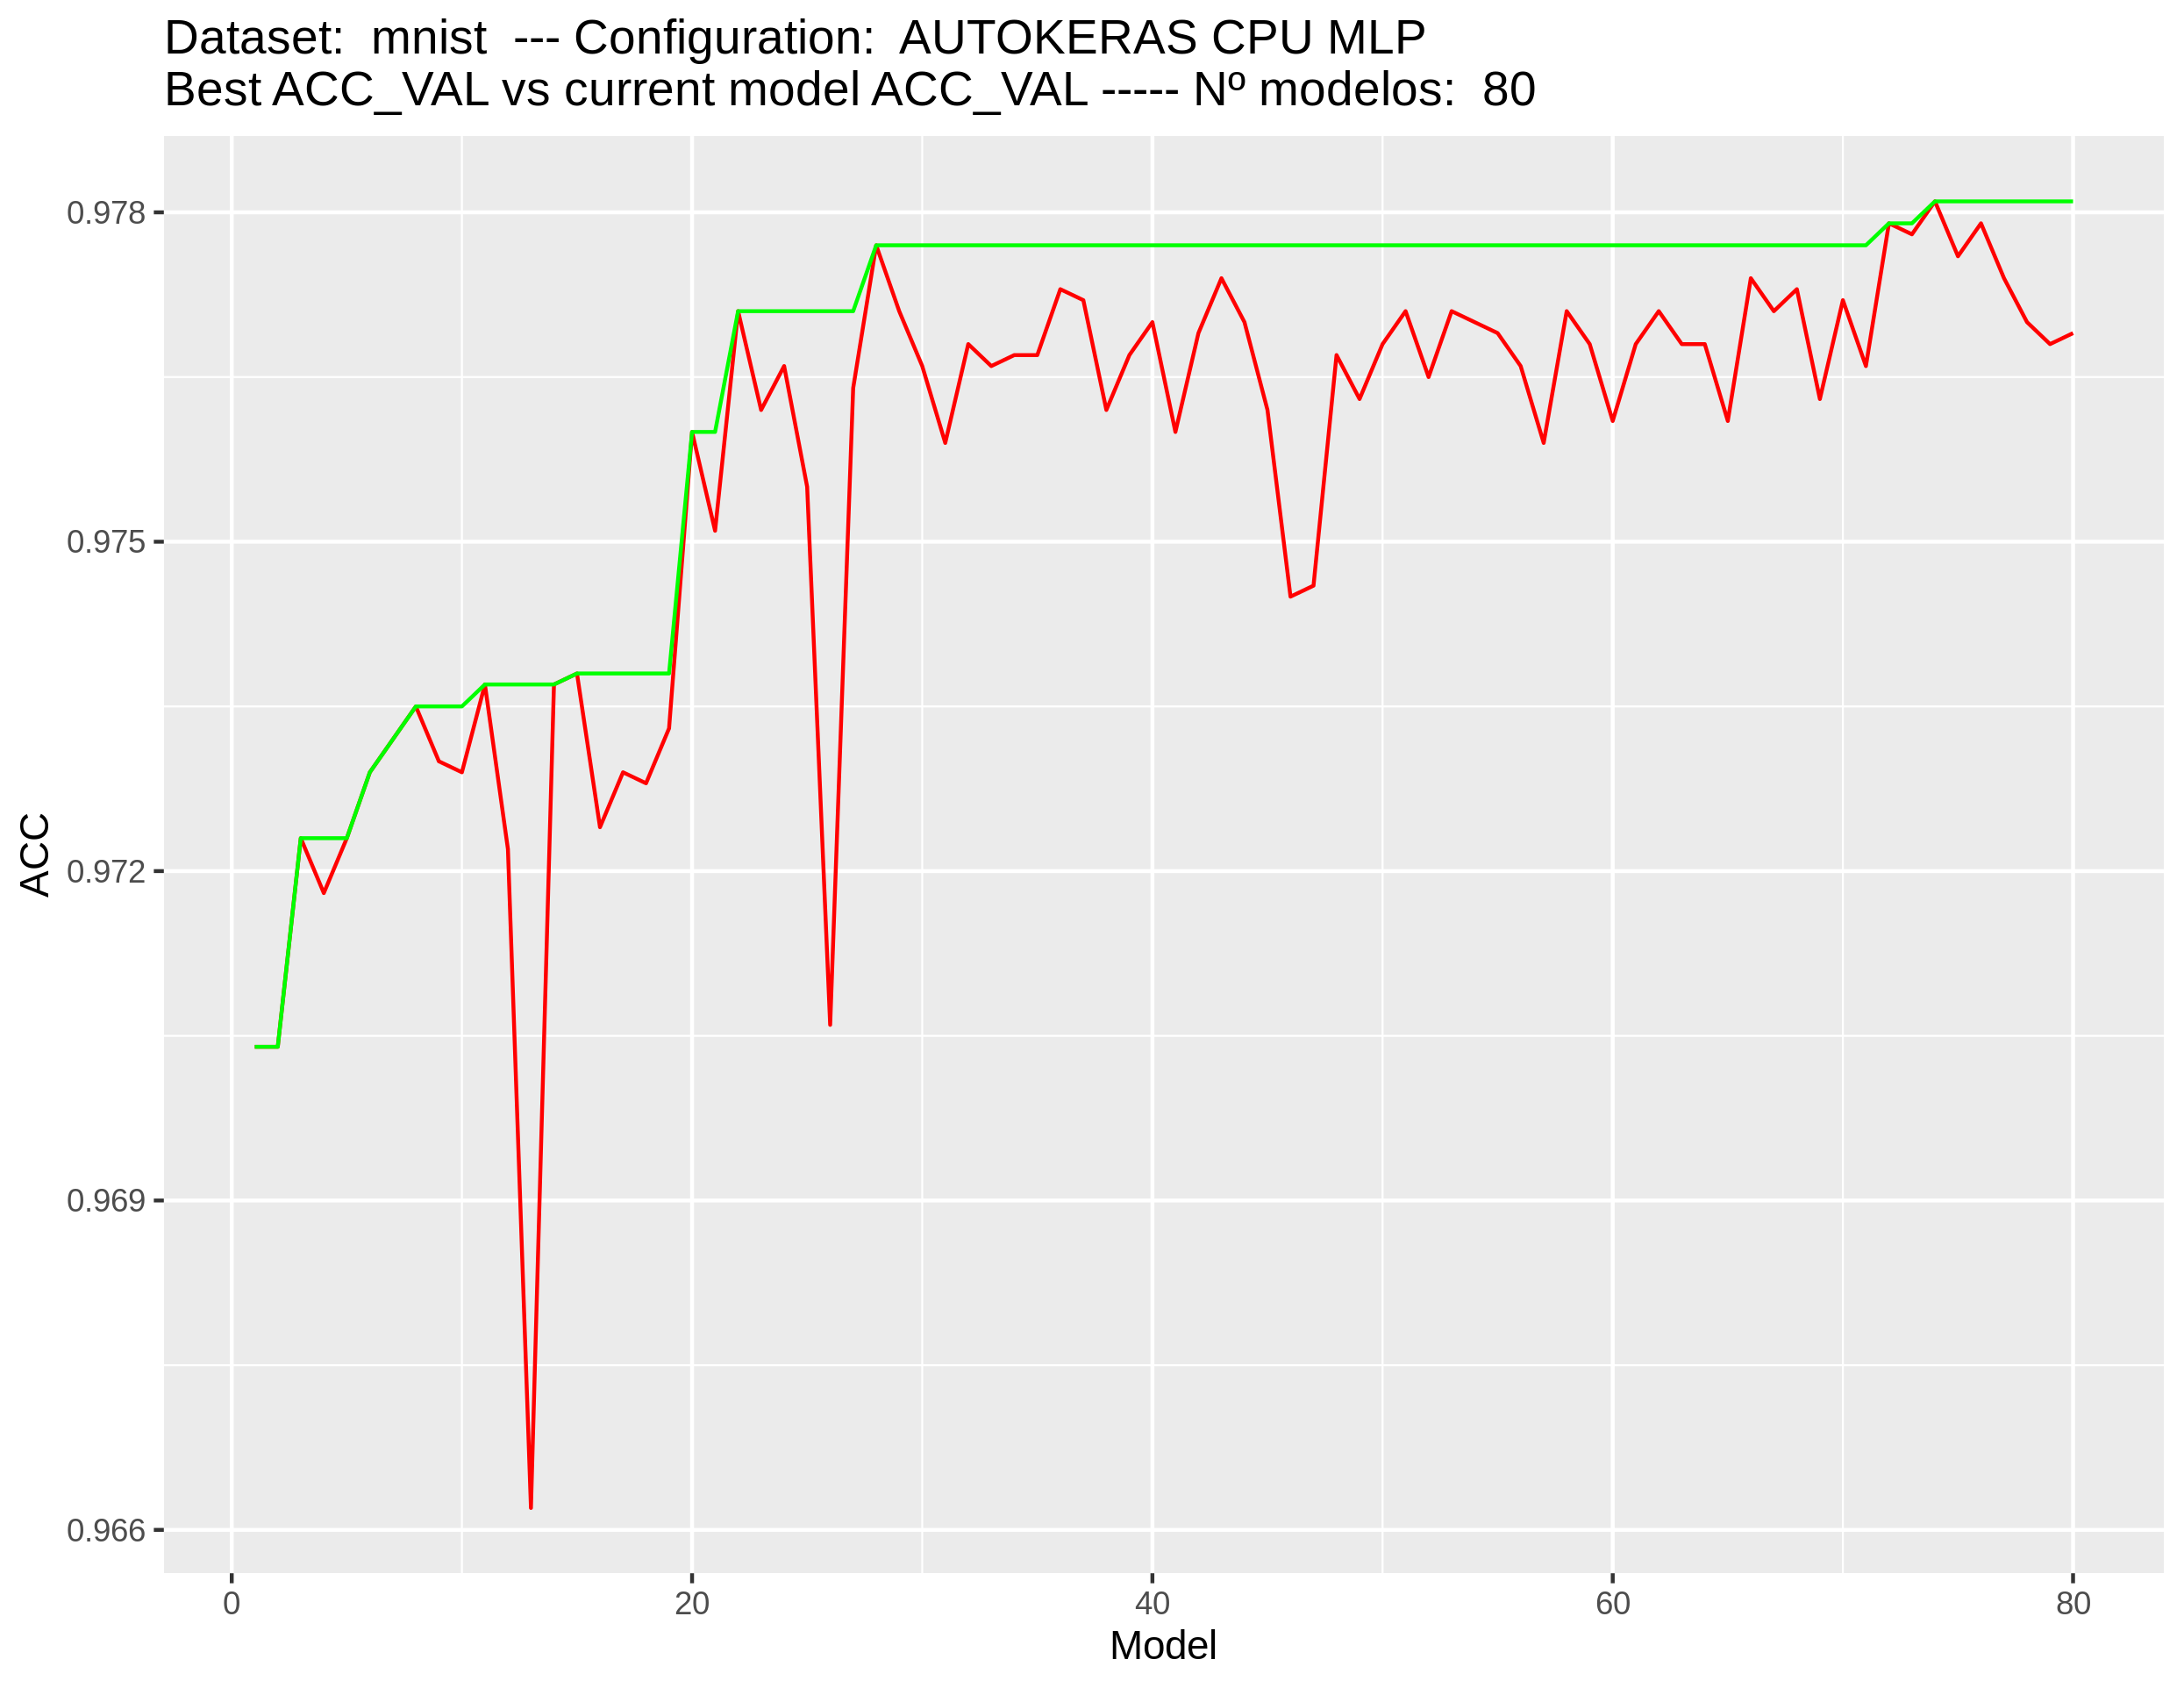 Dataset:  mnist  --- Configuration:  AUTOKERAS CPU MLP
Best ACC_VAL vs current model ACC_VAL ----- Nº modelos:  80
0.978
0.975
ACC
0.972
0.969
0.966
0 20 40 60 80
Model